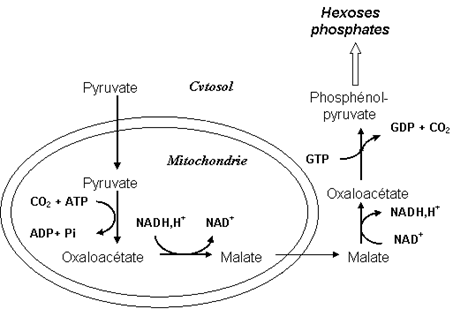 Hexoses
phosphates
Pyruvate
Cytosol
Phosphénol-
pyruvate
GDP + CO₂
GTP
Mitochondrie
Pyruvate
CO₂ + ATP
ADP+ Pi
NADH,H⁺
NAD⁺
Oxaloacétate
Malate
Oxaloacétate
NADH,H⁺
NAD⁺
Malate